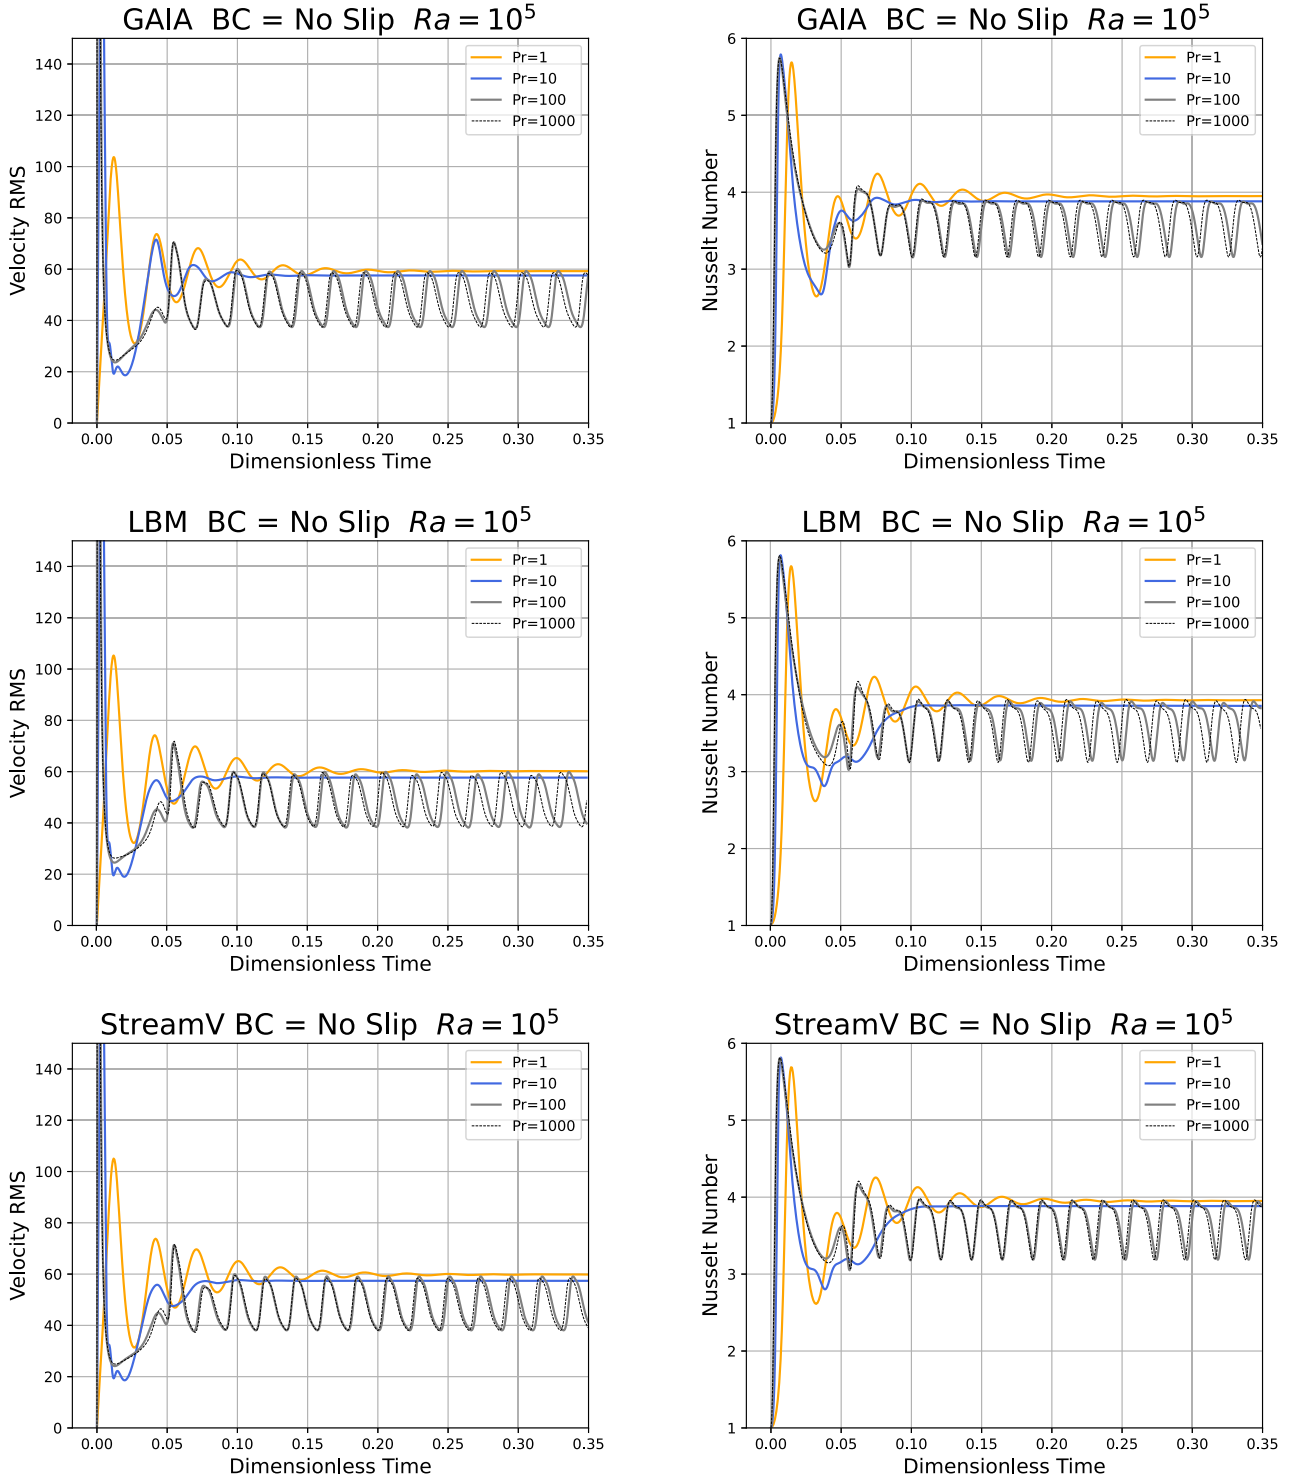 GAIA  BC = No Slip  Ra = 10⁵
Velocity RMS
140
120
100
80
60
40
20
0
Pr=1
Pr=10
Pr=100
Pr=1000
0.00 0.05 0.10 0.15 0.20 0.25 0.30 0.35
Dimensionless Time
GAIA  BC = No Slip  Ra = 10⁵
Nusselt Number
6
5
4
3
2
1
Pr=1
Pr=10
Pr=100
Pr=1000
0.00 0.05 0.10 0.15 0.20 0.25 0.30 0.35
Dimensionless Time
LBM  BC = No Slip  Ra = 10⁵
Velocity RMS
140
120
100
80
60
40
20
0
Pr=1
Pr=10
Pr=100
Pr=1000
0.00 0.05 0.10 0.15 0.20 0.25 0.30 0.35
Dimensionless Time
LBM  BC = No Slip  Ra = 10⁵
Nusselt Number
6
5
4
3
2
1
Pr=1
Pr=10
Pr=100
Pr=1000
0.00 0.05 0.10 0.15 0.20 0.25 0.30 0.35
Dimensionless Time
StreamV BC = No Slip  Ra = 10⁵
Velocity RMS
140
120
100
80
60
40
20
0
Pr=1
Pr=10
Pr=100
Pr=1000
0.00 0.05 0.10 0.15 0.20 0.25 0.30 0.35
Dimensionless Time
StreamV BC = No Slip  Ra = 10⁵
Nusselt Number
6
5
4
3
2
1
Pr=1
Pr=10
Pr=100
Pr=1000
0.00 0.05 0.10 0.15 0.20 0.25 0.30 0.35
Dimensionless Time